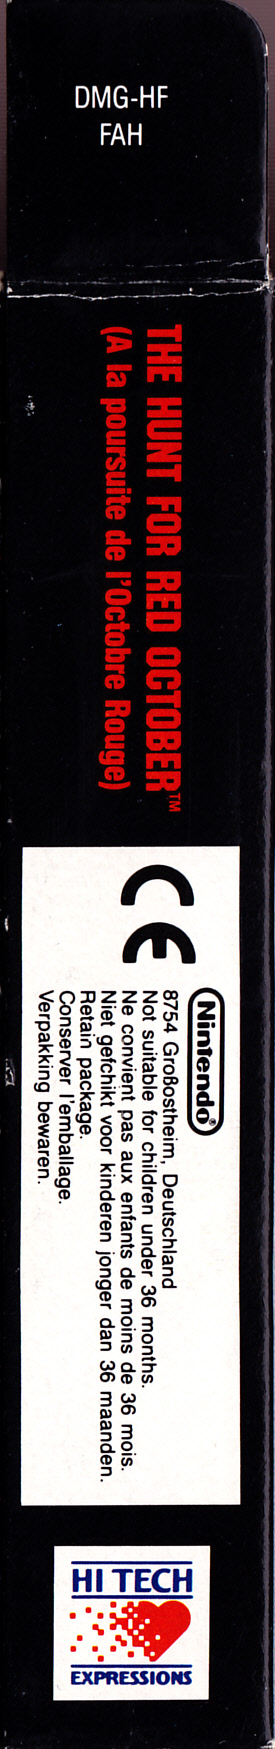 DMG-HF
FAH
THE HUNT FOR RED OCTOBER™
(A la poursuite de l'Octobre Rouge)
CE
Nintendo®
8754 Großostheim, Deutschland
Not suitable for children under 36 months.
Ne convient pas aux enfants de moins de 36 mois.
Niet gefchikt voor kinderen jonger dan 36 maanden.
Retain package.
Conserver l'emballage.
Verpakking bewaren.
HI TECH
EXPRESSIONS